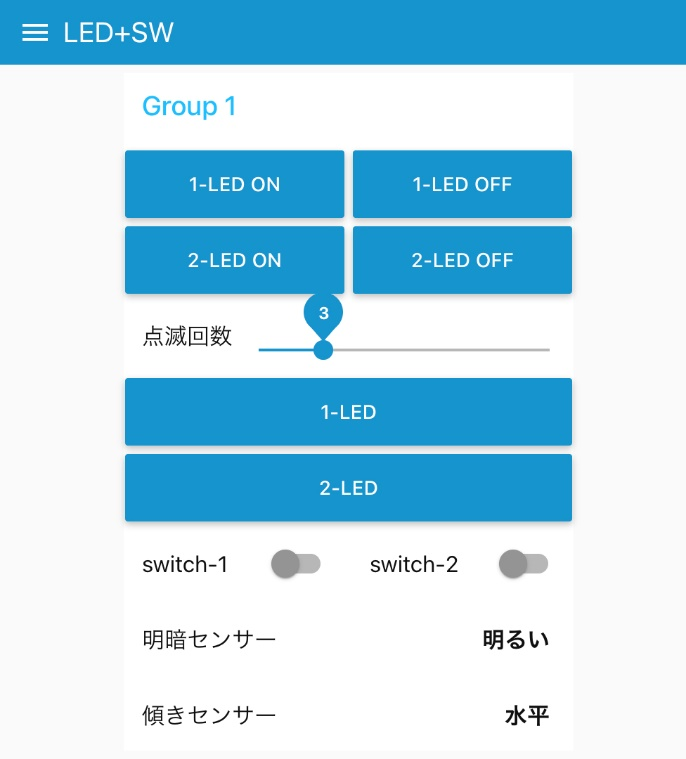 LED+SW
Group 1
1-LED ON 1-LED OFF
2-LED ON 2-LED OFF
3
点滅回数
1-LED
2-LED
switch-1 switch-2
明暗センサー 明るい
傾きセンサー 水平